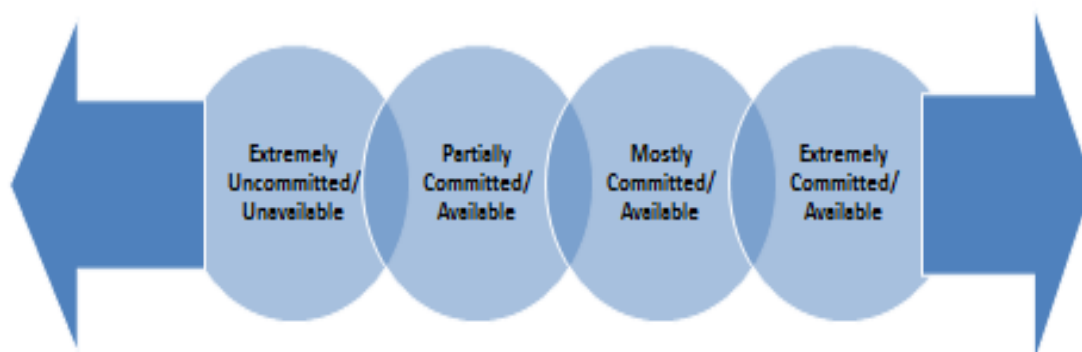 Extremely
Uncommitted/
Unavailable
Partially
Committed/
Available
Mostly
Committed/
Available
Extremely
Committed/
Available